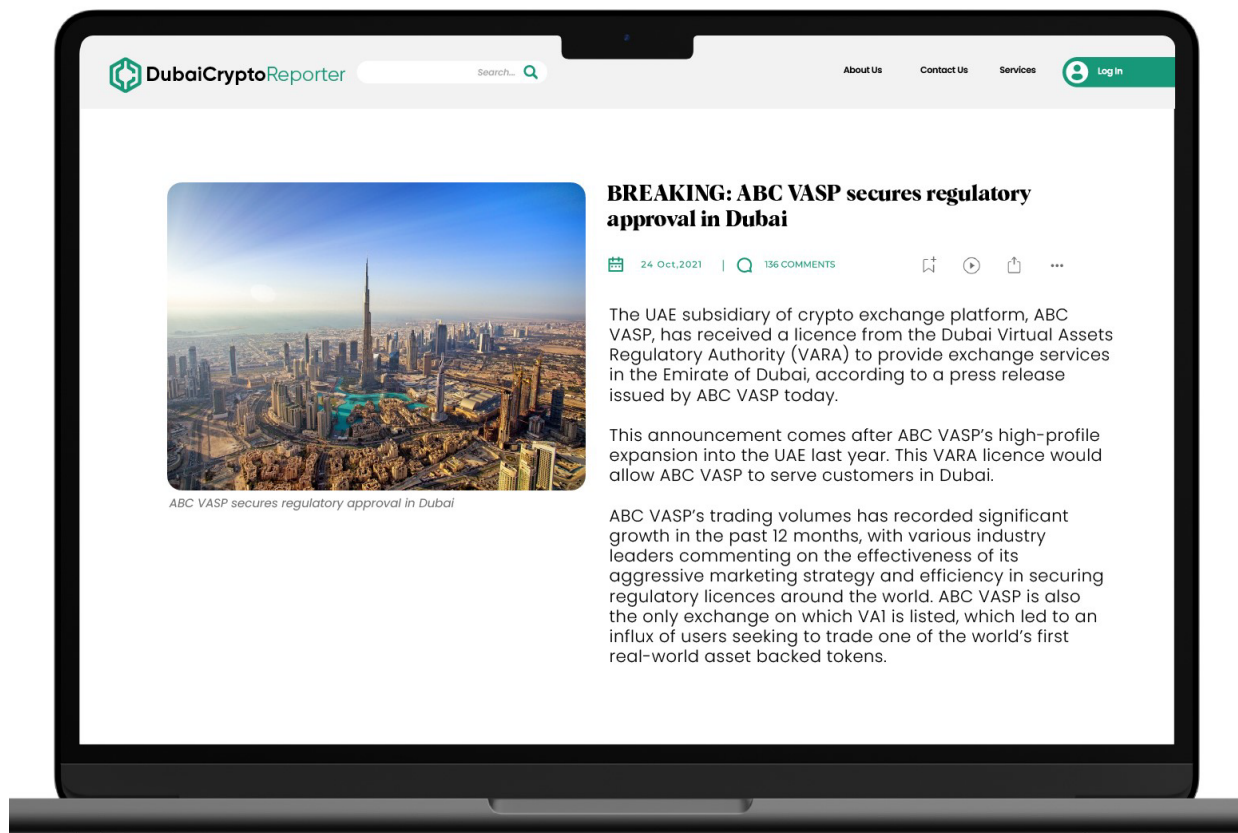 DubaiCryptoReporter
Search...
About Us
Contact Us
Services
Log In
BREAKING: ABC VASP secures regulatory
approval in Dubai
24 Oct,2021 | 136 COMMENTS
ABC VASP secures regulatory approval in Dubai
The UAE subsidiary of crypto exchange platform, ABC
VASP, has received a licence from the Dubai Virtual Assets
Regulatory Authority (VARA) to provide exchange services
in the Emirate of Dubai, according to a press release
issued by ABC VASP today.
This announcement comes after ABC VASP’s high-profile
expansion into the UAE last year. This VARA licence would
allow ABC VASP to serve customers in Dubai.
ABC VASP’s trading volumes has recorded significant
growth in the past 12 months, with various industry
leaders commenting on the effectiveness of its
aggressive marketing strategy and efficiency in securing
regulatory licences around the world. ABC VASP is also
the only exchange on which VA1 is listed, which led to an
influx of users seeking to trade one of the world’s first
real-world asset backed tokens.